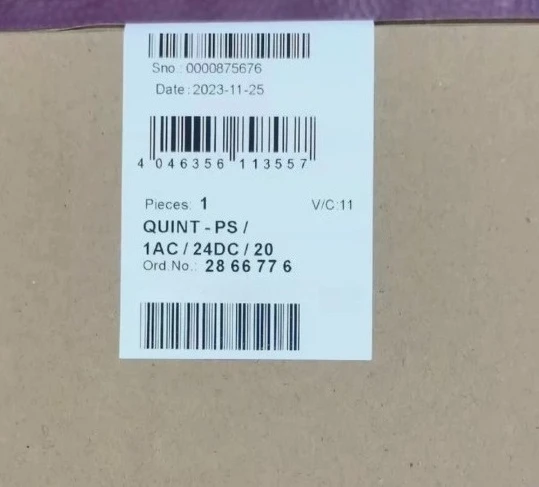 Sno.: 0000875676
Date: 2023-11-25
4 046356 113557
Pieces: 1 V/C:11
QUINT - PS /
1AC / 24DC / 20
Ord.No.: 28 66 77 6